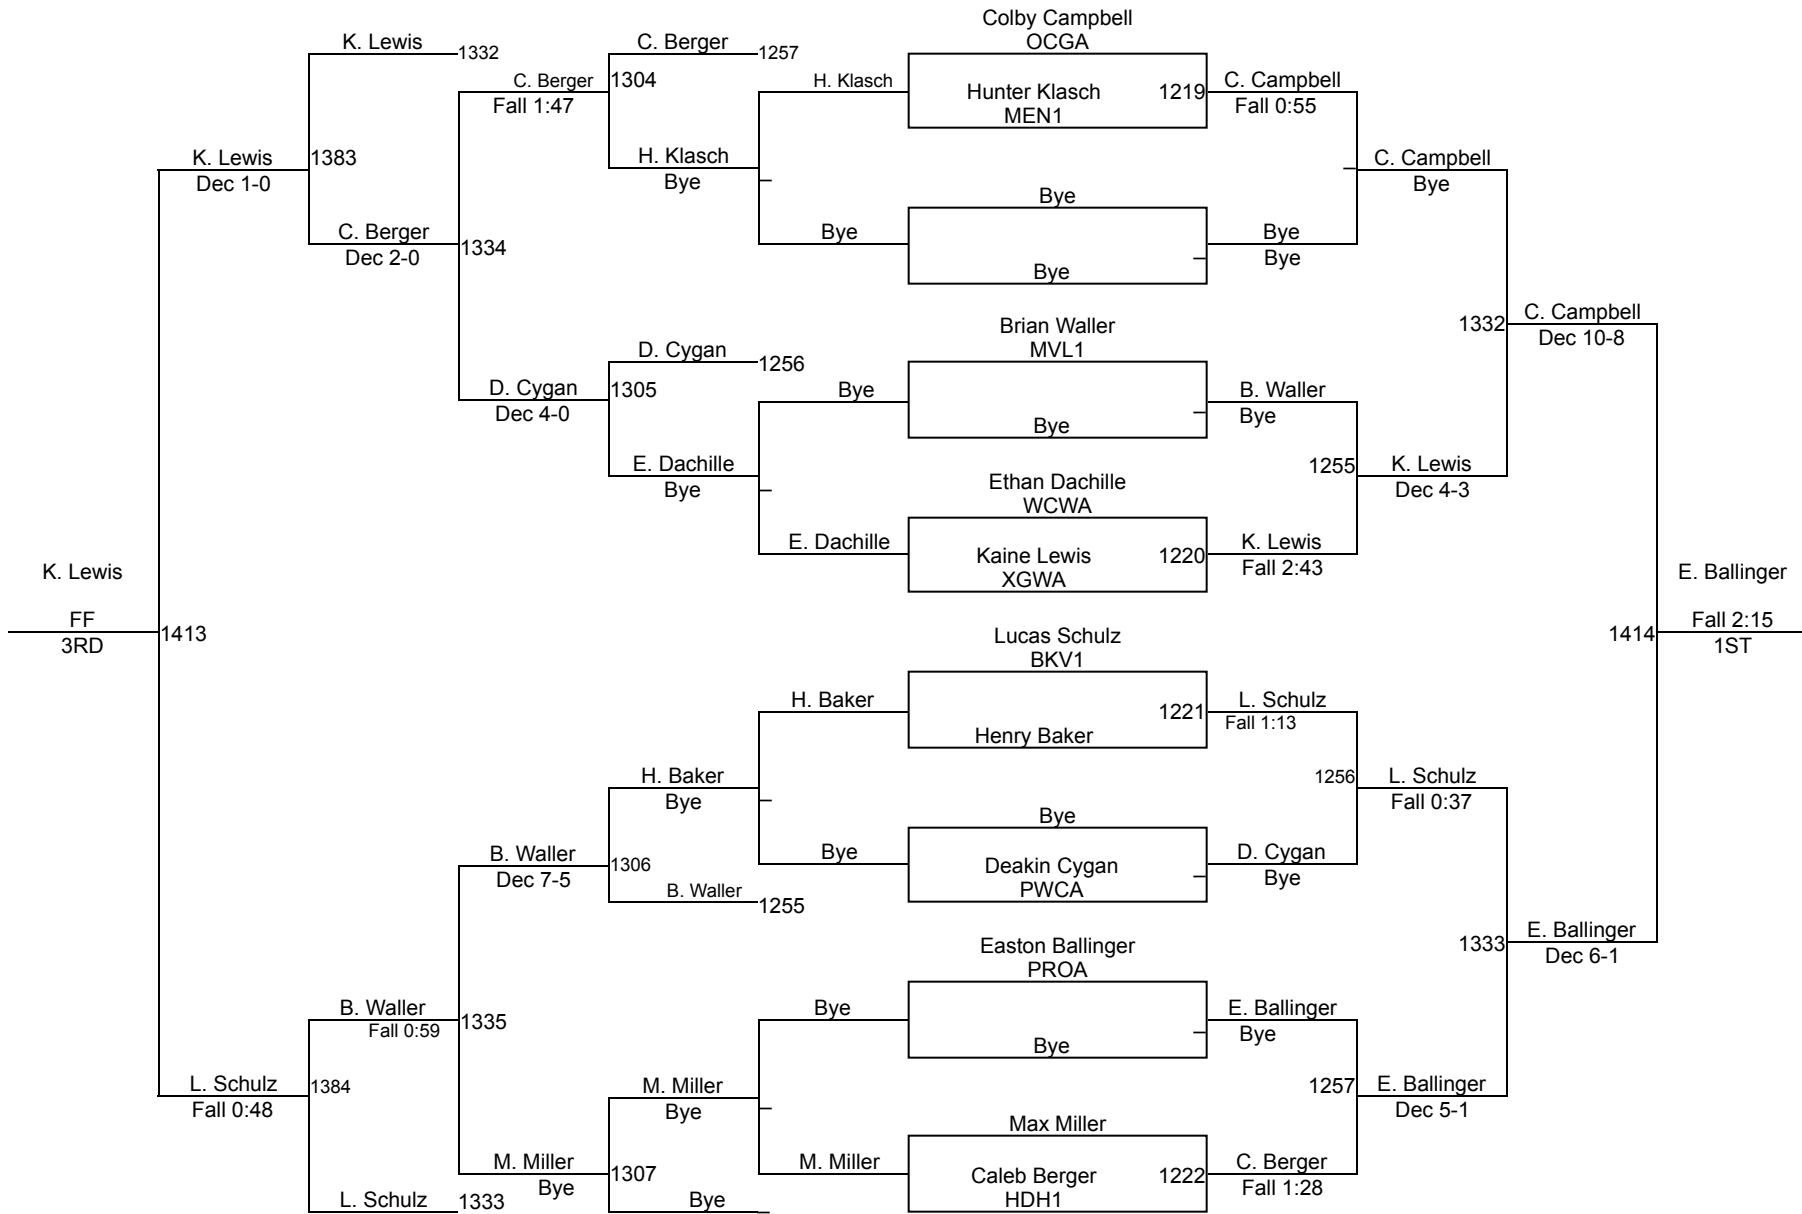 Colby Campbell
OCGA
K. Lewis
1332
C. Berger
1257
C. Berger
1304
Fall 1:47
H. Klasch
Hunter Klasch
1219
MEN1
C. Campbell
Fall 0:55
K. Lewis
1383
Dec 1-0
H. Klasch
Bye
C. Campbell
Bye
Bye
C. Berger
1334
Dec 2-0
Bye
Bye
Bye
Bye
Brian Waller
MVL1
1332
C. Campbell
Dec 10-8
D. Cygan
1256
D. Cygan
1305
Dec 4-0
Bye
Bye
B. Waller
Bye
E. Dachille
Bye
1255
K. Lewis
Dec 4-3
Ethan Dachille
WCWA
E. Dachille
Kaine Lewis
1220
XGWA
K. Lewis
Fall 2:43
K. Lewis
FF
3RD
1413
E. Ballinger
1414
Fall 2:15
1ST
Lucas Schulz
BKV1
H. Baker
1221
Henry Baker
L. Schulz
Fall 1:13
H. Baker
Bye
1256
L. Schulz
Fall 0:37
Bye
B. Waller
1306
Dec 7-5
Bye
Deakin Cygan
PWCA
D. Cygan
Bye
B. Waller
1255
Easton Ballinger
PROA
1333
E. Ballinger
Dec 6-1
B. Waller
1335
Fall 0:59
Bye
Bye
E. Ballinger
Bye
L. Schulz
1384
Fall 0:48
M. Miller
Bye
1257
E. Ballinger
Dec 5-1
Max Miller
M. Miller
1307
Bye
M. Miller
Caleb Berger
1222
HDH1
C. Berger
Fall 1:28
L. Schulz
1333
Bye